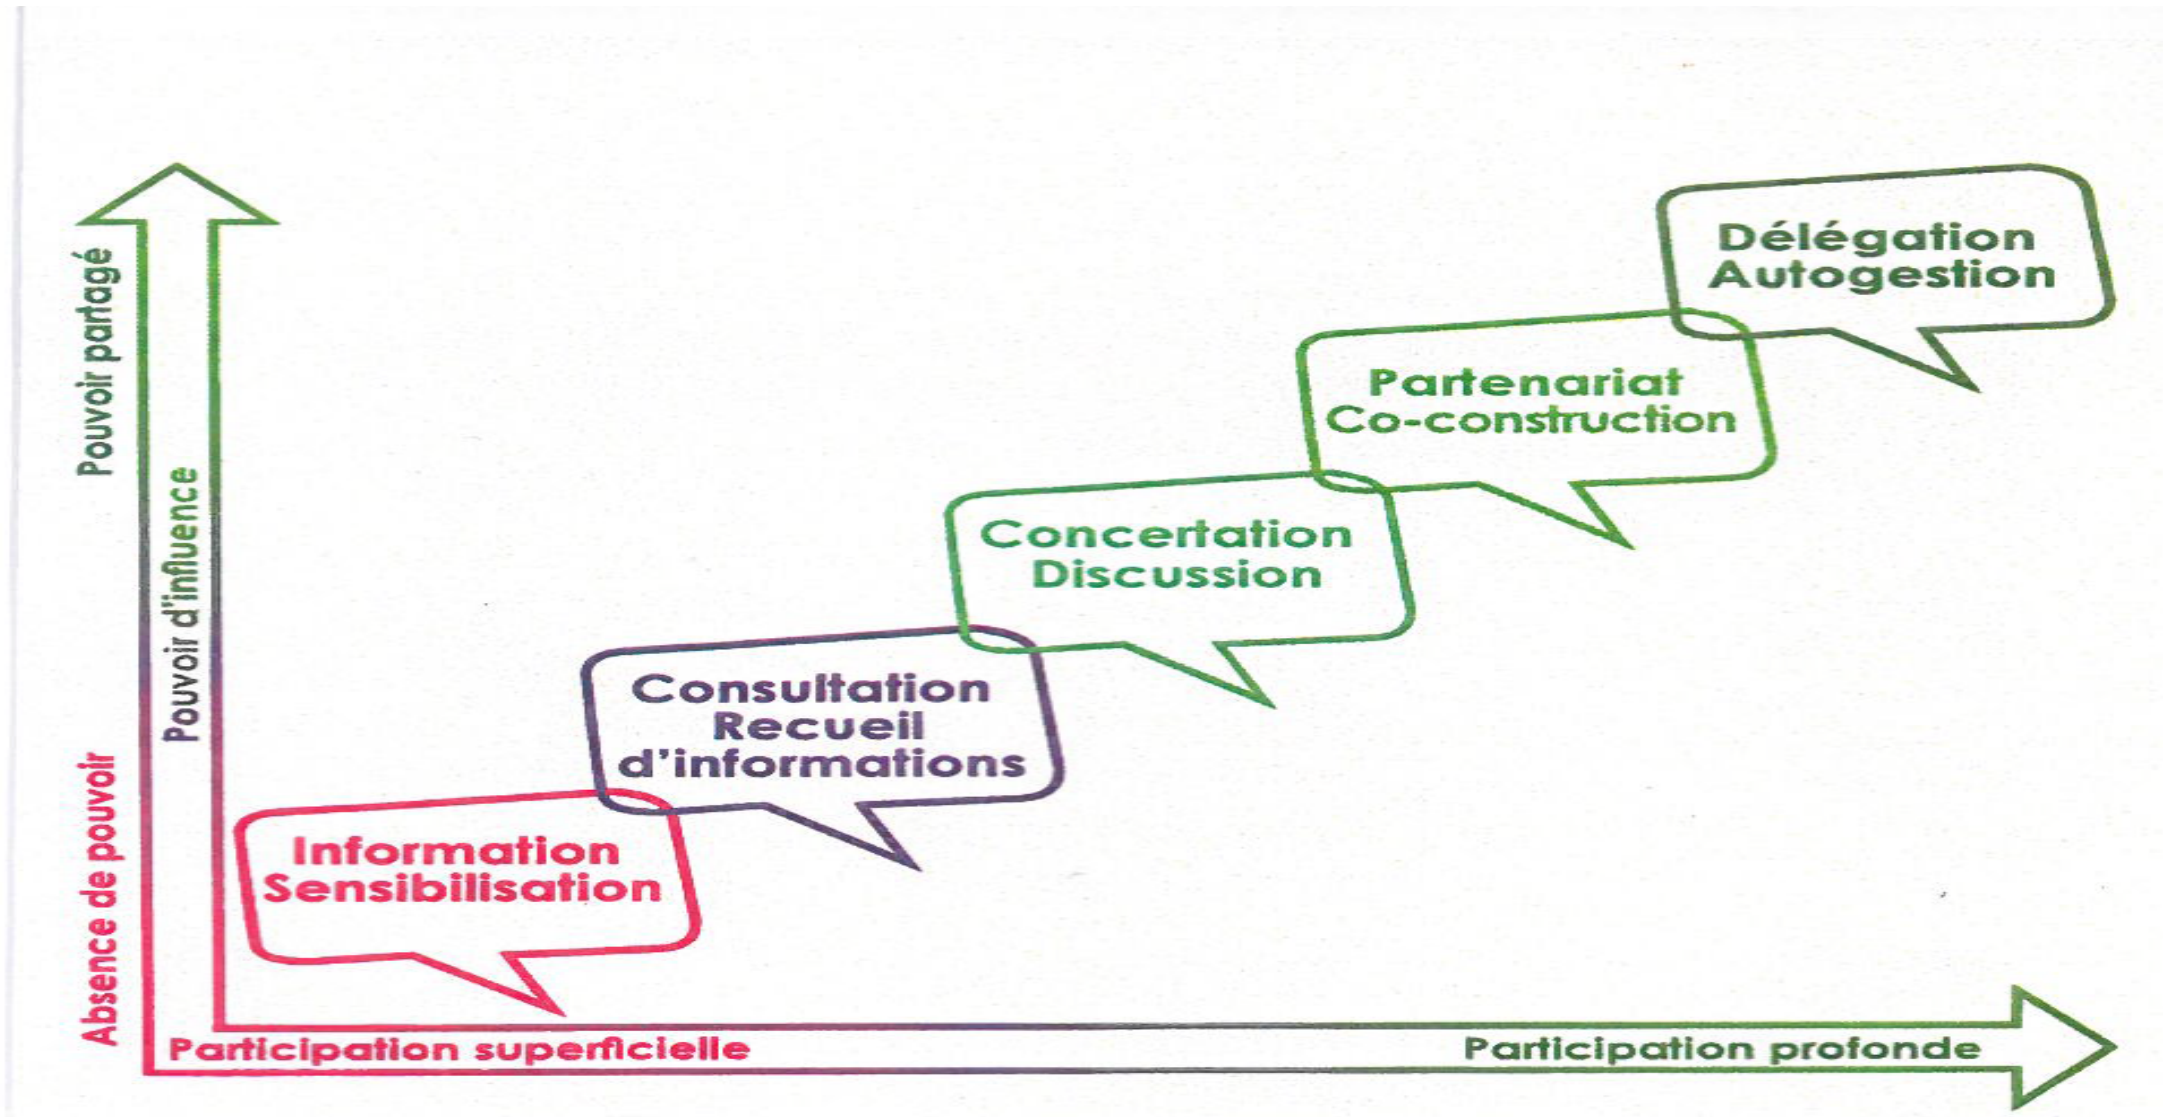 Pouvoir partagé
Pouvoir d'influence
Absence de pouvoir
Délégation
Autogestion
Partenariat
Co-construction
Concertation
Discussion
Consultation
Recueil
d'informations
Information
Sensibilisation
Participation superficielle
Participation profonde